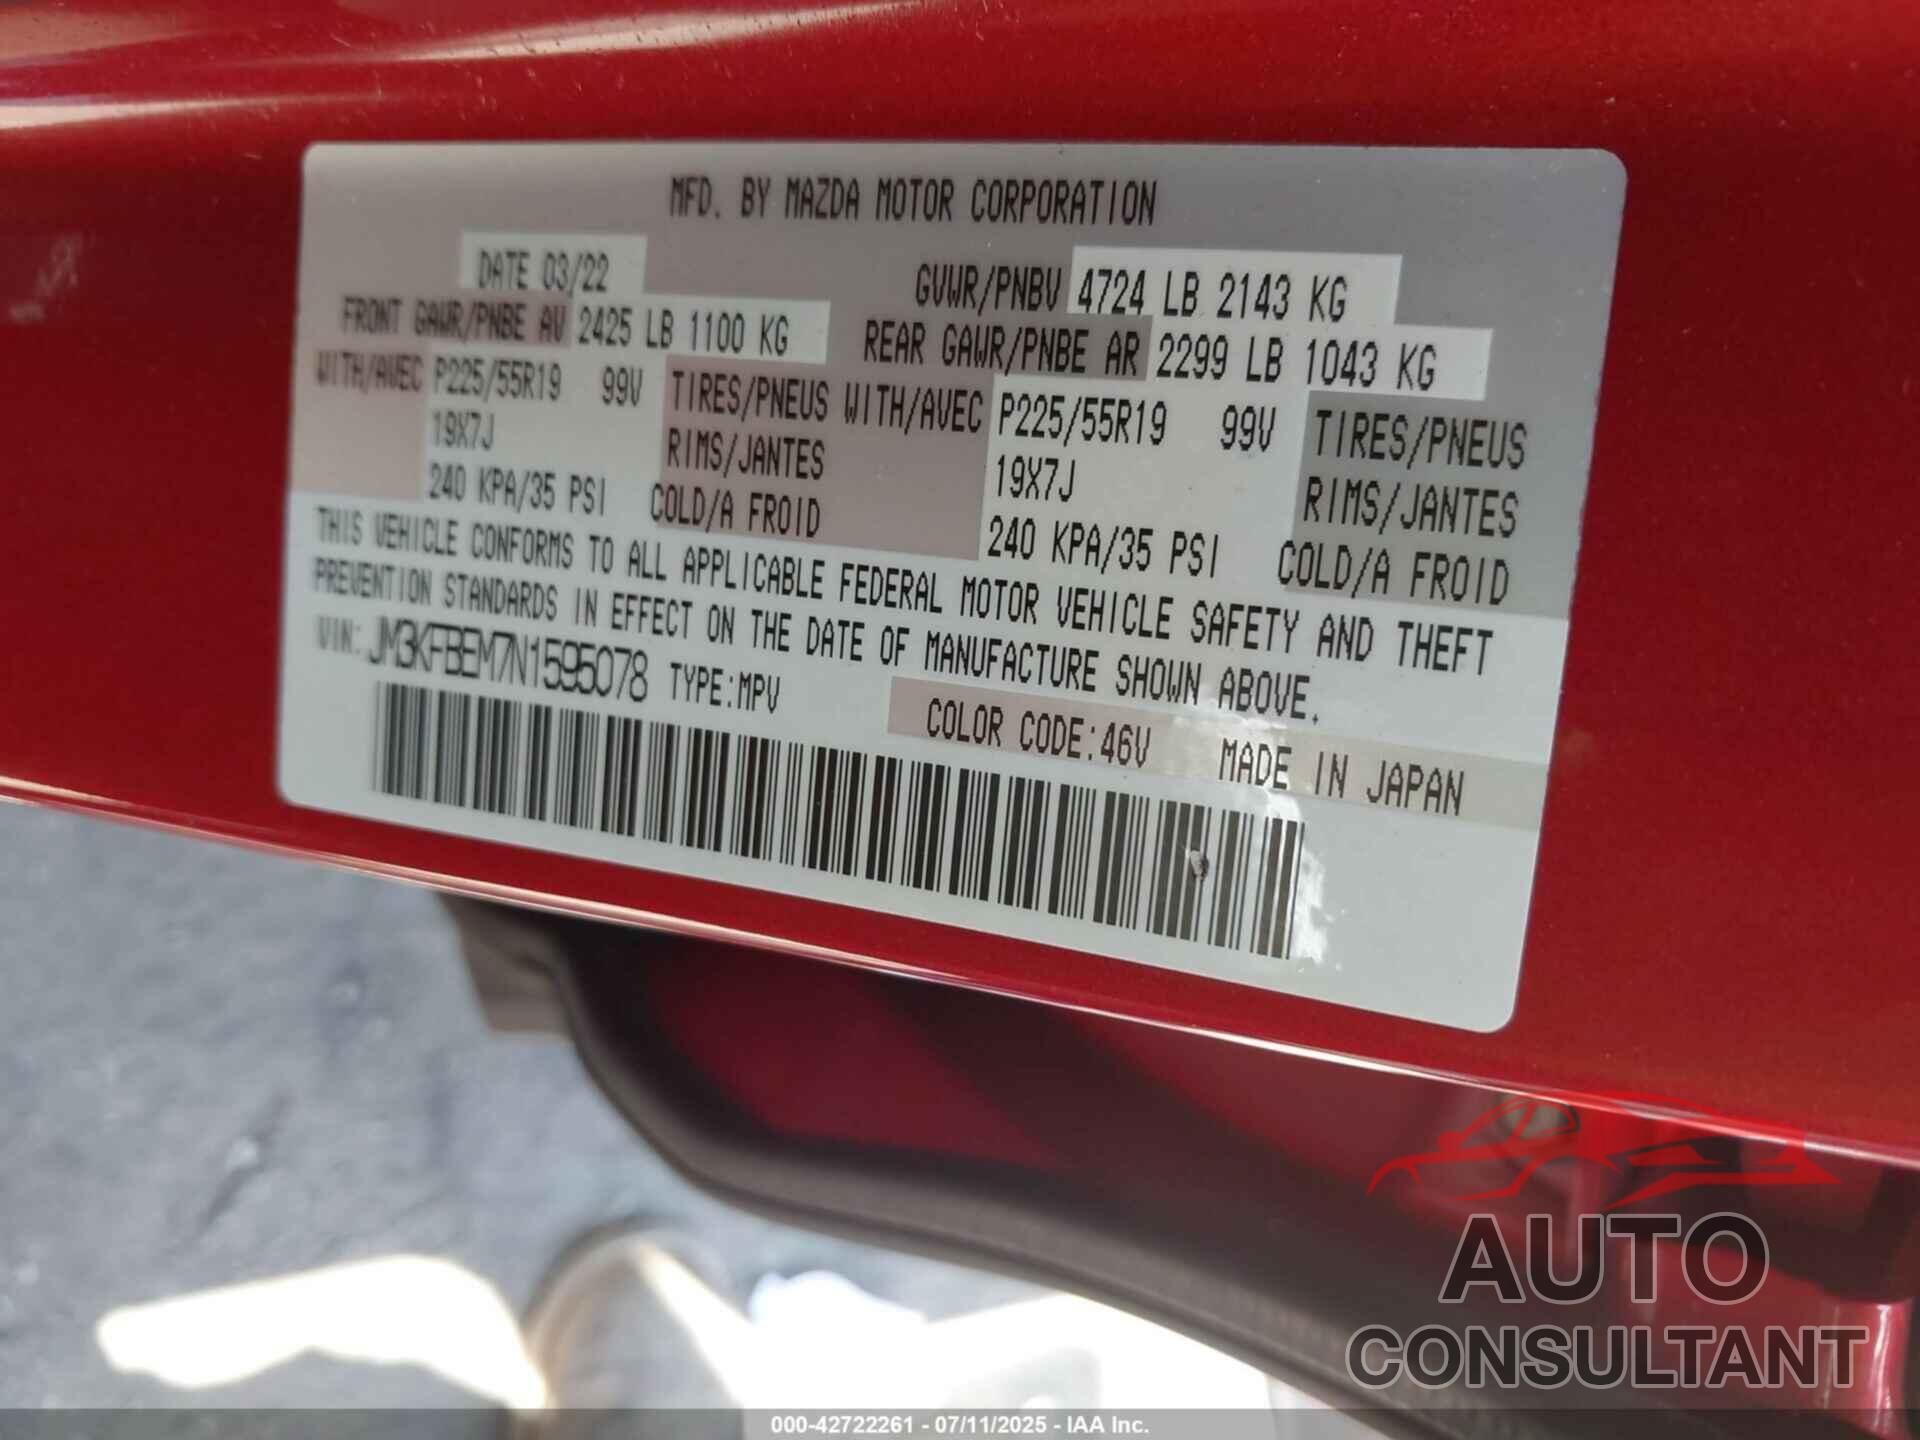 MFD. BY MAZDA MOTOR CORPORATION
DATE 03/22 GVWR/PNBV 4724 LB 2143 KG
FRONT GAWR/PNBE AV 2425 LB 1100 KG REAR GAWR/PNBE AR 2299 LB 1043 KG
WITH/AVEC P225/55R19 99V TIRES/PNEUS WITH/AVEC P225/55R19 99V TIRES/PNEUS
19X7J RIMS/JANTES 19X7J RIMS/JANTES
240 KPA/35 PSI COLD/A FROID 240 KPA/35 PSI COLD/A FROID
THIS VEHICLE CONFORMS TO ALL APPLICABLE FEDERAL MOTOR VEHICLE SAFETY AND THEFT
PREVENTION STANDARDS IN EFFECT ON THE DATE OF MANUFACTURE SHOWN ABOVE.
VIN: JM3KFBEM7N1595078 TYPE:MPV
COLOR CODE:46V MADE IN JAPAN
AUTO
CONSULTANT
000-42722261 - 07/11/2025 - IAA Inc.